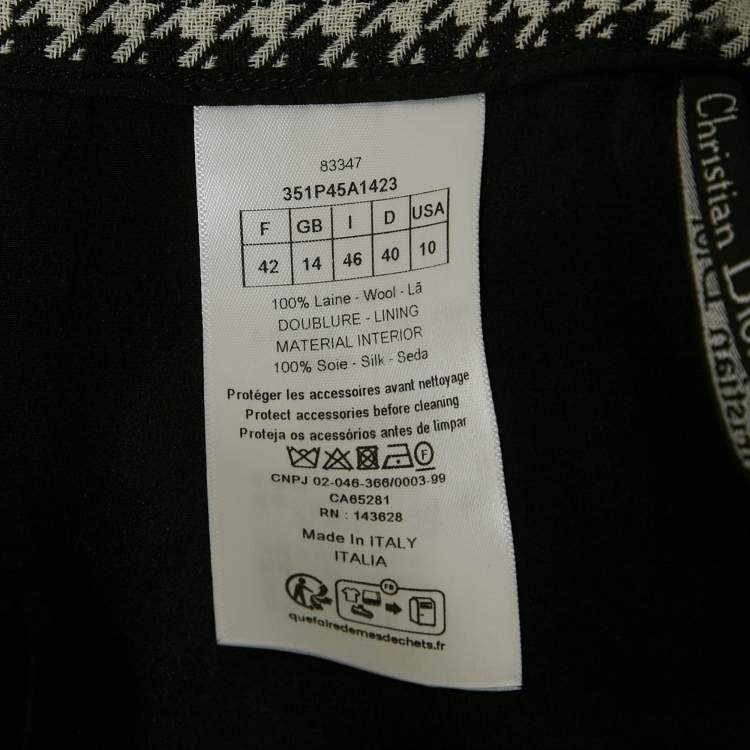 83347
351P45A1423
F GB I D USA
42 14 46 40 10
100% Laine - Wool - Lã
DOUBLURE - LINING
MATERIAL INTERIOR
100% Soie - Silk - Seda
Protéger les accessoires avant nettoyage
Protect accessories before cleaning
Proteja os acessórios antes de limpar
F
CNPJ 02-046-366/0003-99
CA65281
RN : 143628
Made In ITALY
ITALIA
FR
quefairedemesdechets.fr
Christian